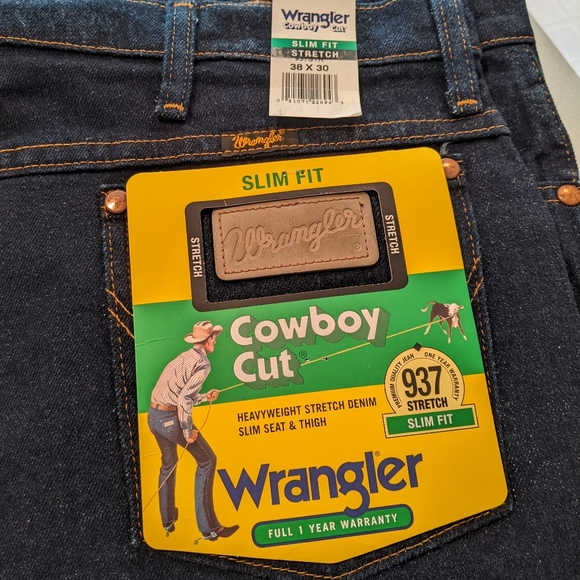 Wrangler
Cowboy Cut
SLIM FIT
STRETCH
38 X 30
Wrangler
SLIM FIT
STRETCH
Wrangler
STRETCH
Cowboy
Cut®
HEAVYWEIGHT STRETCH DENIM
SLIM SEAT & THIGH
PREMIUM QUALITY JEAN ONE YEAR WARRANTY
937
STRETCH
SLIM FIT
Wrangler®
FULL 1 YEAR WARRANTY